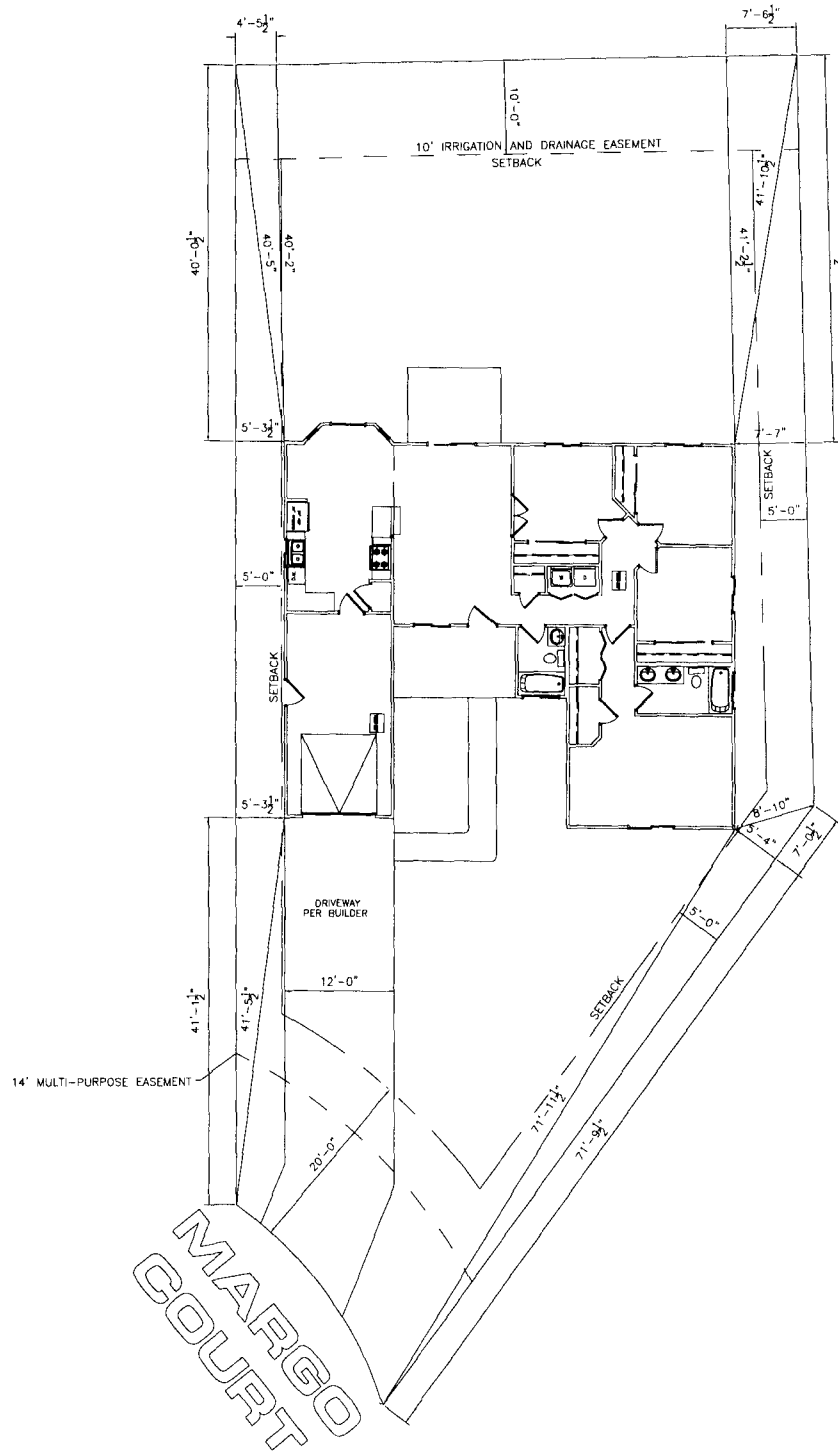 4'-5½"
7'-6½"
10'-0"
10' IRRIGATION AND DRAINAGE EASEMENT
SETBACK
40'-0½"
40'-5"
40'-2"
41'-2½"
41'-10½"
5'-3½"
7'-7"
SETBACK
5'-0"
5'-0"
SETBACK
5'-3½"
8'-10"
5'-4"
7'-0½"
DRIVEWAY
PER BUILDER
5'-0"
12'-0"
SETBACK
41'-1½"
41'-5½"
14' MULTI-PURPOSE EASEMENT
20'-0"
71'-11½"
71'-9½"
MARGO
COURT